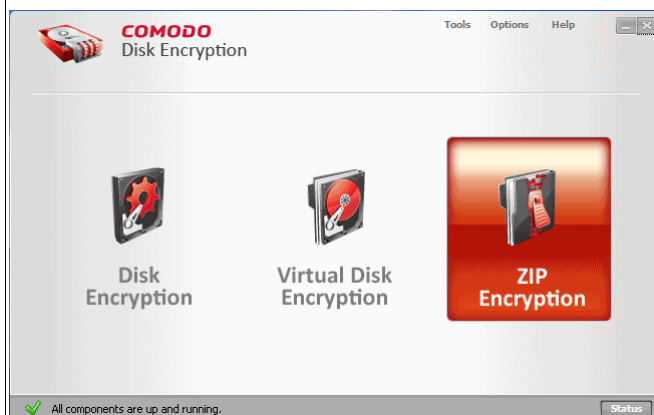 COMODO
Disk Encryption
Tools Options Help
Disk
Encryption
Virtual Disk
Encryption
ZIP
Encryption
All components are up and running.
Status